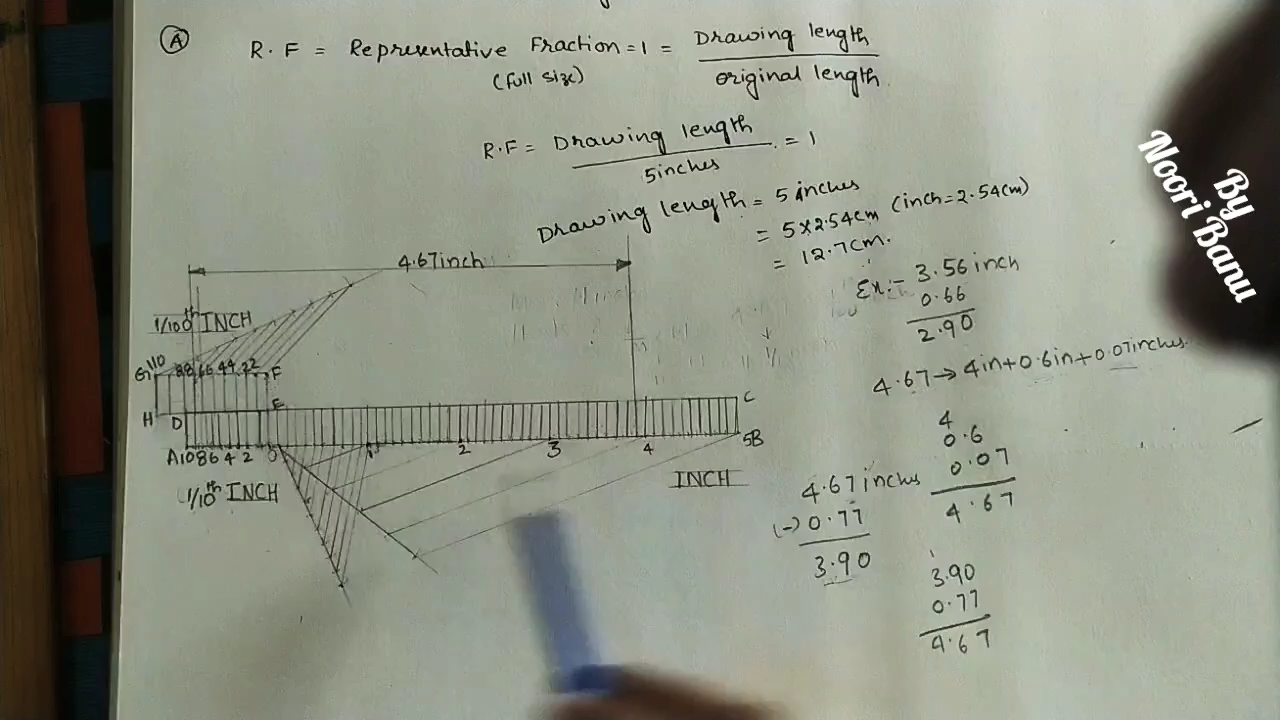 A
R.F = Representative Fraction = 1 = Drawing length
(full size)
original length
R.F = Drawing length = 1
5inches
Drawing length = 5 inches
= 5×2.54cm (inch=2.54cm)
= 12.7cm.
4.67inch
Ex:- 3.56 inch
0.66
2.90
4.67→4in+0.6in+0.07inches.
1/100th INCH
G 110 88 66 44 22 F
H D E C
A 10 8 6 4 2 0 1 2 3 4 5B
1/10th INCH
INCH
4
0.6
0.07
4.67
4.67inches
(-) 0.77
3.90
3.90
0.77
4.67
By
Noori Banu